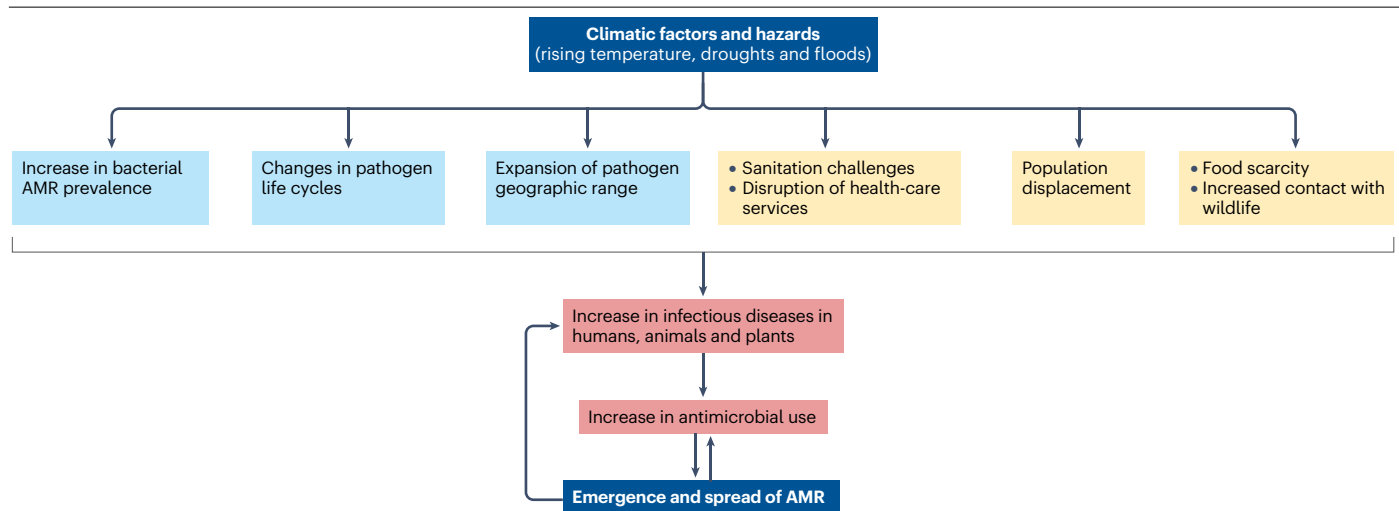 Climatic factors and hazards
(rising temperature, droughts and floods)
Increase in bacterial
AMR prevalence
Changes in pathogen
life cycles
Expansion of pathogen
geographic range
• Sanitation challenges
• Disruption of health-care
services
Population
displacement
• Food scarcity
• Increased contact with
wildlife
Increase in infectious diseases in
humans, animals and plants
Increase in antimicrobial use
Emergence and spread of AMR